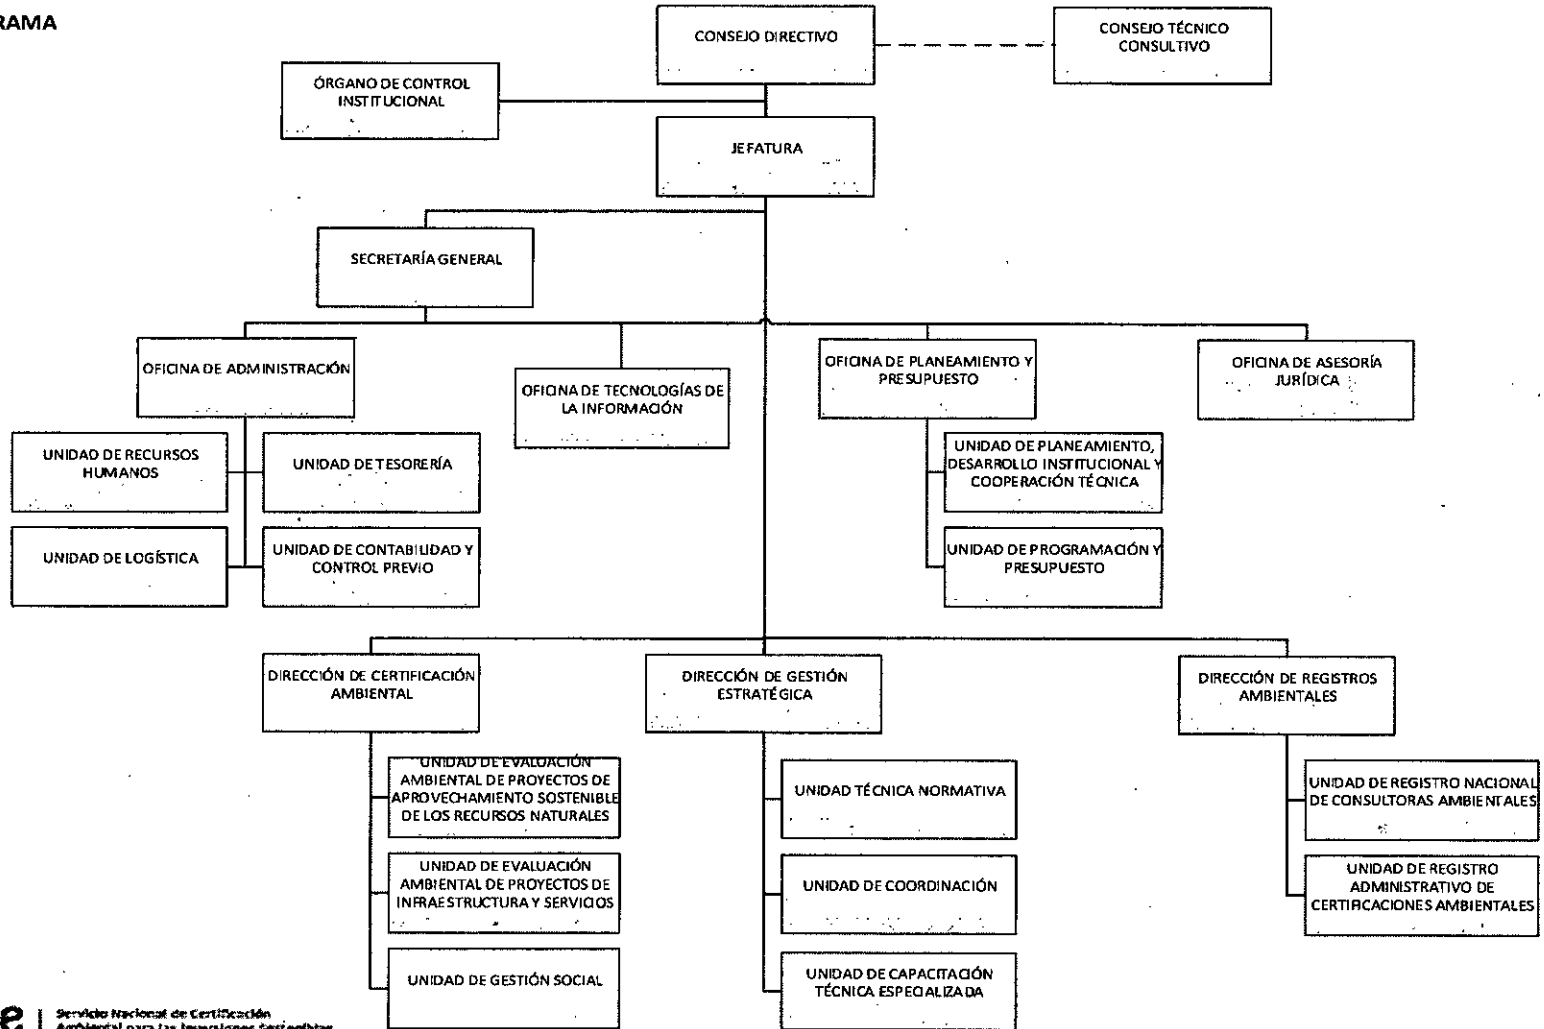 RAMA
CONSEJO DIRECTIVO
CONSEJO TÉCNICO
CONSULTIVO
ÓRGANO DE CONTROL
INSTITUCIONAL
JEFATURA
SECRETARÍA GENERAL
OFICINA DE ADMINISTRACIÓN
OFICINA DE TECNOLOGÍAS DE
LA INFORMACIÓN
OFICINA DE PLANEAMIENTO Y
PRESUPUESTO
OFICINA DE ASESORÍA
JURÍDICA
UNIDAD DE RECURSOS
HUMANOS
UNIDAD DE TESORERÍA
UNIDAD DE PLANEAMIENTO,
DESARROLLO INSTITUCIONAL Y
COOPERACIÓN TÉCNICA
UNIDAD DE LOGÍSTICA
UNIDAD DE CONTABILIDAD Y
CONTROL PREVIO
UNIDAD DE PROGRAMACIÓN Y
PRESUPUESTO
DIRECCIÓN DE CERTIFICACIÓN
AMBIENTAL
DIRECCIÓN DE GESTIÓN
ESTRATÉGICA
DIRECCIÓN DE REGISTROS
AMBIENTALES
UNIDAD DE EVALUACIÓN
AMBIENTAL DE PROYECTOS DE
APROVECHAMIENTO SOSTENIBLE
DE LOS RECURSOS NATURALES
UNIDAD TÉCNICA NORMATIVA
UNIDAD DE REGISTRO NACIONAL
DE CONSULTORAS AMBIENTALES
UNIDAD DE EVALUACIÓN
AMBIENTAL DE PROYECTOS DE
INFRAESTRUCTURA Y SERVICIOS
UNIDAD DE COORDINACIÓN
UNIDAD DE REGISTRO
ADMINISTRATIVO DE
CERTIFICACIONES AMBIENTALES
UNIDAD DE GESTIÓN SOCIAL
UNIDAD DE CAPACITACIÓN
TÉCNICA ESPECIALIZADA
e
Servicio Nacional de Certificación
Ambiental para las Inversiones Sostenibles